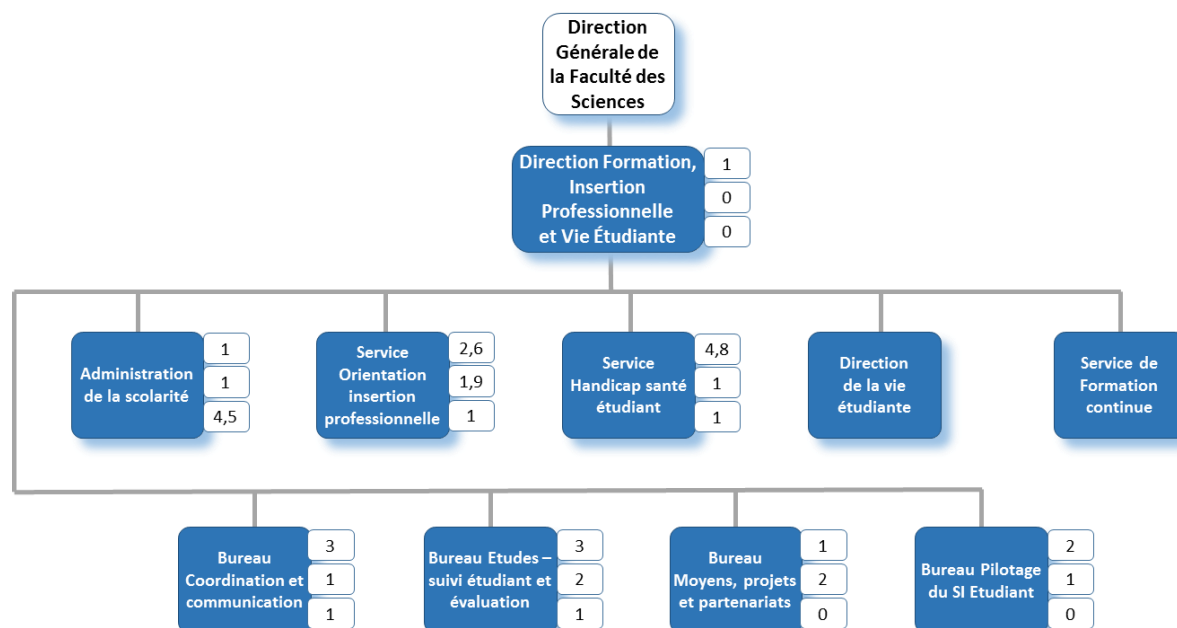 Direction
Générale de
la Faculté des
Sciences
Direction Formation,
Insertion
Professionnelle
et Vie Étudiante
1
0
0
Administration
de la scolarité
1
1
4,5
Service
Orientation
insertion
professionnelle
2,6
1,9
1
Service
Handicap santé
étudiant
4,8
1
1
Direction
de la vie
étudiante
Service de
Formation
continue
Bureau
Coordination et
communication
3
1
1
Bureau Etudes –
suivi étudiant et
évaluation
3
2
1
Bureau
Moyens, projets
et partenariats
1
2
0
Bureau Pilotage
du SI Etudiant
2
1
0